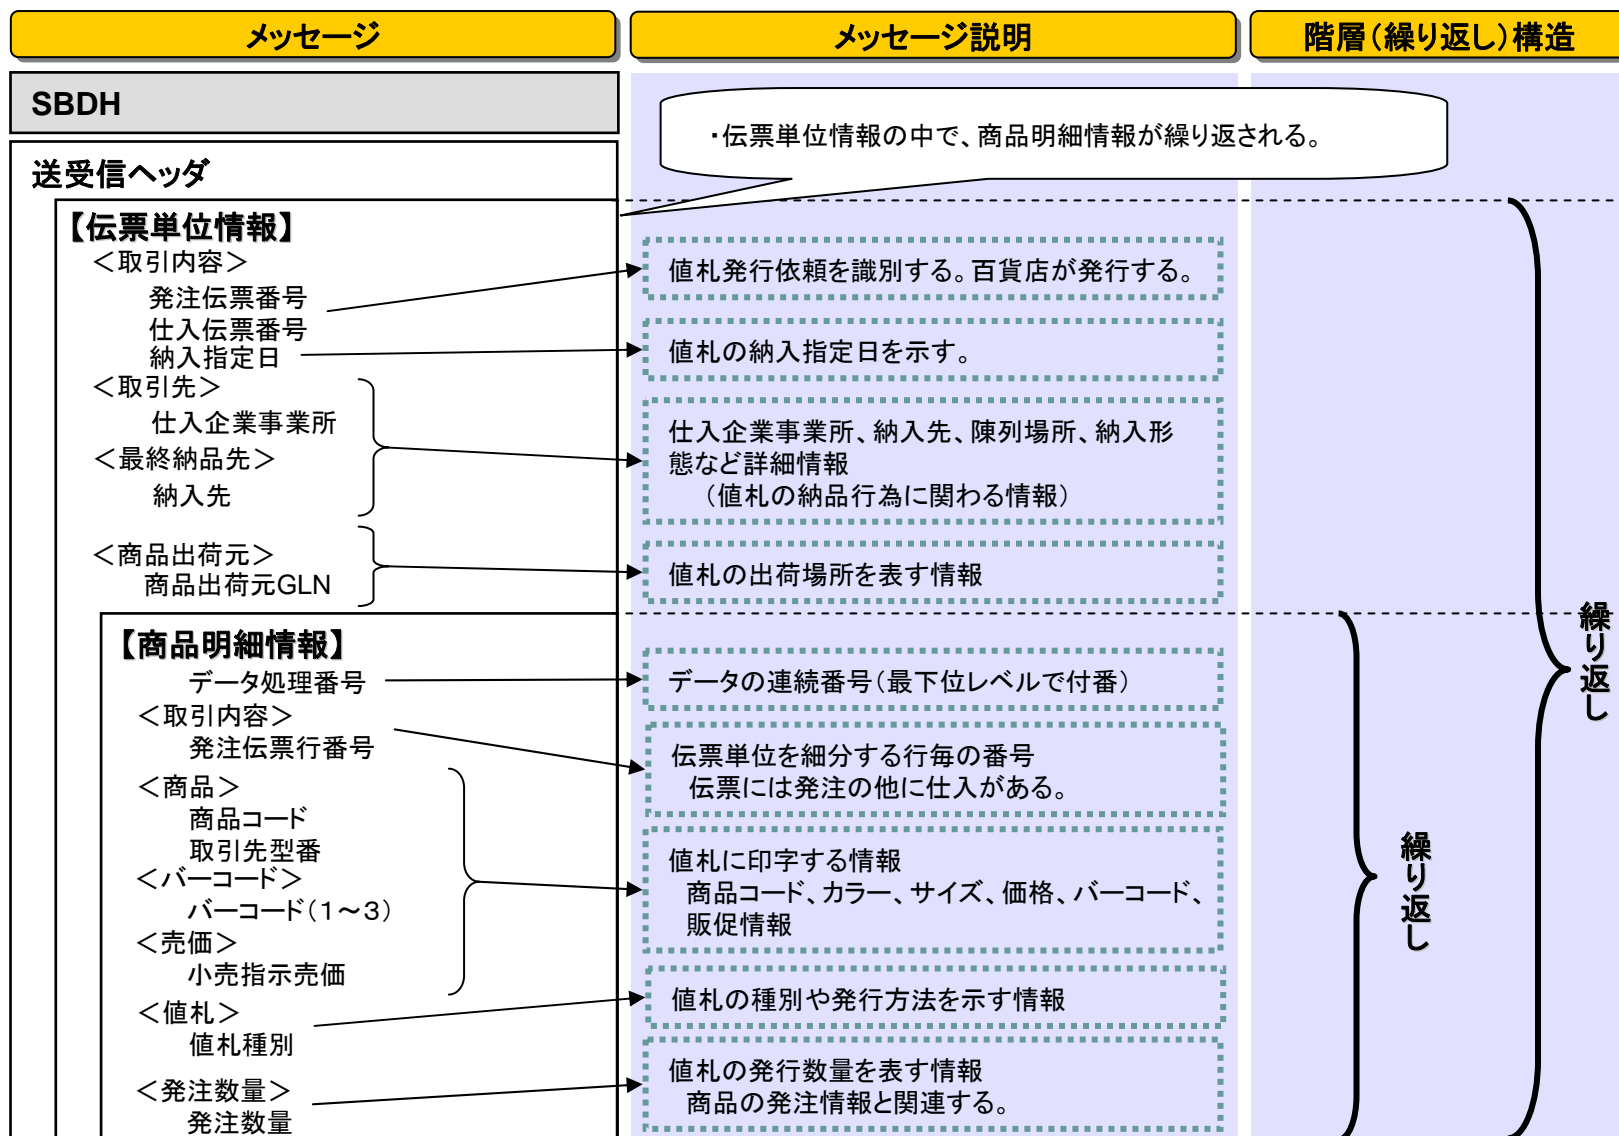 メッセージ
メッセージ説明
階層（繰り返し）構造
SBDH
・伝票単位情報の中で、商品明細情報が繰り返される。
送受信ヘッダ
【伝票単位情報】
＜取引内容＞
発注伝票番号
仕入伝票番号
納入指定日
＜取引先＞
仕入企業事業所
＜最終納品先＞
納入先
＜商品出荷元＞
商品出荷元GLN
値札発行依頼を識別する。百貨店が発行する。
値札の納入指定日を示す。
仕入企業事業所、納入先、陳列場所、納入形
態など詳細情報
（値札の納品行為に関わる情報）
値札の出荷場所を表す情報
【商品明細情報】
データ処理番号
＜取引内容＞
発注伝票行番号
＜商品＞
商品コード
取引先型番
＜バーコード＞
バーコード（１～３）
＜売価＞
小売指示売価
＜値札＞
値札種別
＜発注数量＞
発注数量
データの連続番号（最下位レベルで付番）
伝票単位を細分する行毎の番号
伝票には発注の他に仕入がある。
値札に印字する情報
商品コード、カラー、サイズ、価格、バーコード、
販促情報
値札の種別や発行方法を示す情報
値札の発行数量を表す情報
商品の発注情報と関連する。
繰り返し
繰り返し